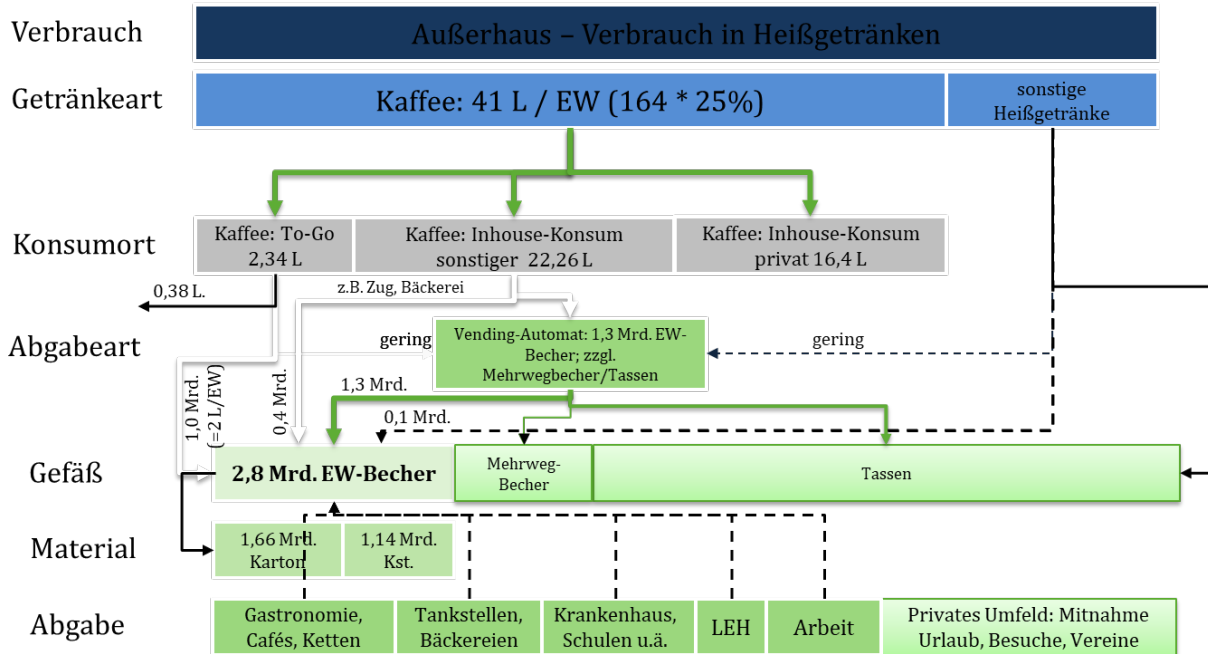 Verbrauch
Außerhaus – Verbrauch in Heißgetränken
Getränkeart
Kaffee: 41 L / EW (164 * 25%)
sonstige
Heißgetränke
Konsumort
Kaffee: To-Go
2,34 L
Kaffee: Inhouse-Konsum
sonstiger 22,26 L
Kaffee: Inhouse-Konsum
privat 16,4 L
0,38 L.
z.B. Zug, Bäckerei
Abgabeart
gering
Vending-Automat: 1,3 Mrd. EW-
Becher; zzgl.
Mehrwegbecher/Tassen
gering
1,0 Mrd.
(=2 L/EW)
0,4 Mrd.
1,3 Mrd.
0,1 Mrd.
Gefäß
2,8 Mrd. EW-Becher
Mehrweg-
Becher
Tassen
Material
1,66 Mrd.
Karton
1,14 Mrd.
Kst.
Abgabe
Gastronomie,
Cafés, Ketten
Tankstellen,
Bäckereien
Krankenhaus,
Schulen u.ä.
LEH
Arbeit
Privates Umfeld: Mitnahme
Urlaub, Besuche, Vereine